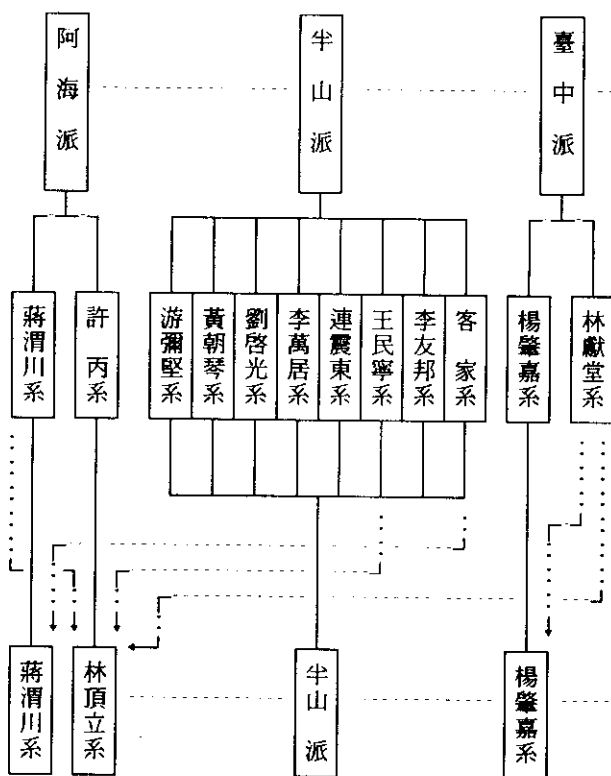 阿海派
半山派
臺中派
蔣渭川系
許丙系
游彌堅系
黃朝琴系
劉啓光系
李萬居系
連震東系
王民寧系
李友邦系
客家系
楊肇嘉系
林獻堂系
蔣渭川系
林頂立系
半山派
楊肇嘉系